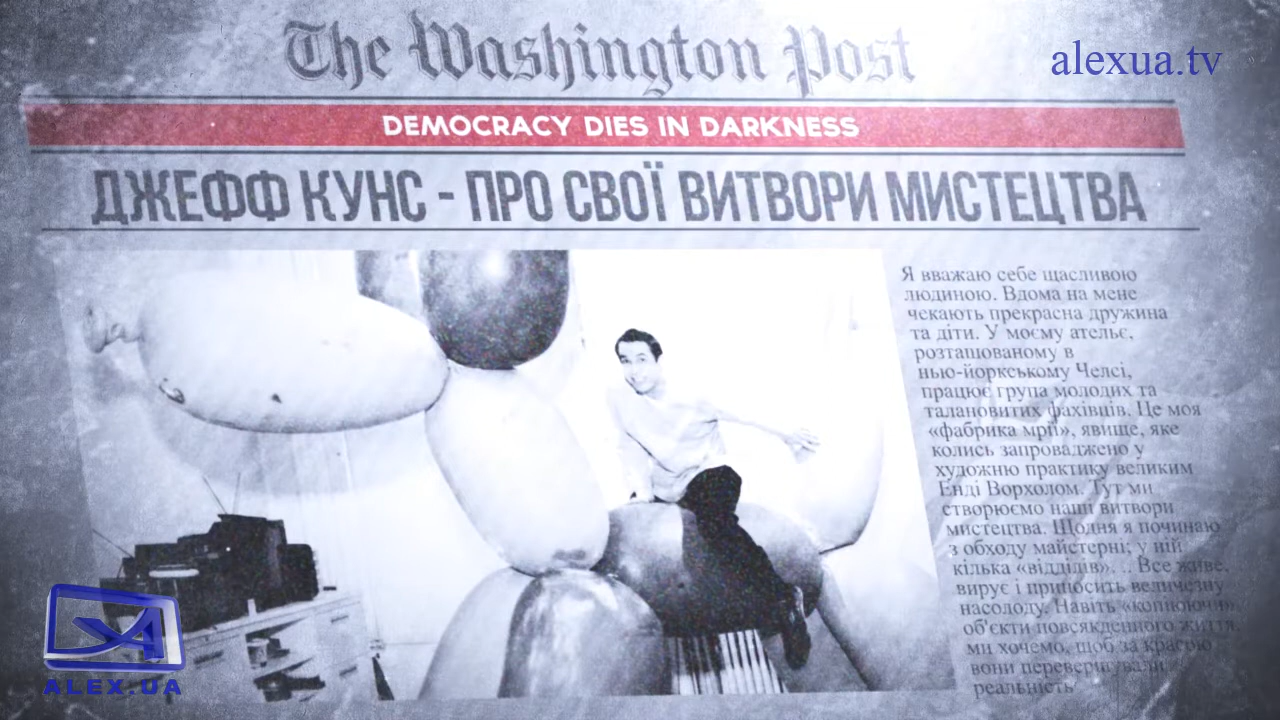 The Washington Post
alexua.tv
DEMOCRACY DIES IN DARKNESS
ДЖЕФФ КУНС - ПРО СВОЇ ВИТВОРИ МИСТЕЦТВА
Я вважаю себе щасливою
людиною. Вдома на мене
чекають прекрасна дружина
та діти. У моєму ательє,
розташованому в
нью-йоркському Челсі,
працює група молодих та
талановитих фахівців. Це моя
«фабрика мрій», явище, яке
колись запроваджено у
художню практику великим
Енді Ворхолом. Тут ми
створюємо наші витвори
мистецтва. Щодня я починаю
з обходу майстерні; у ній
кілька «відділів». .. Все живе,
вирує і приносить величезну
насолоду. Навіть «копіюючи»
об'єкти повсякденного життя,
ми хочемо, щоб за красою
вони перевершували
реальність
ALEX.UA